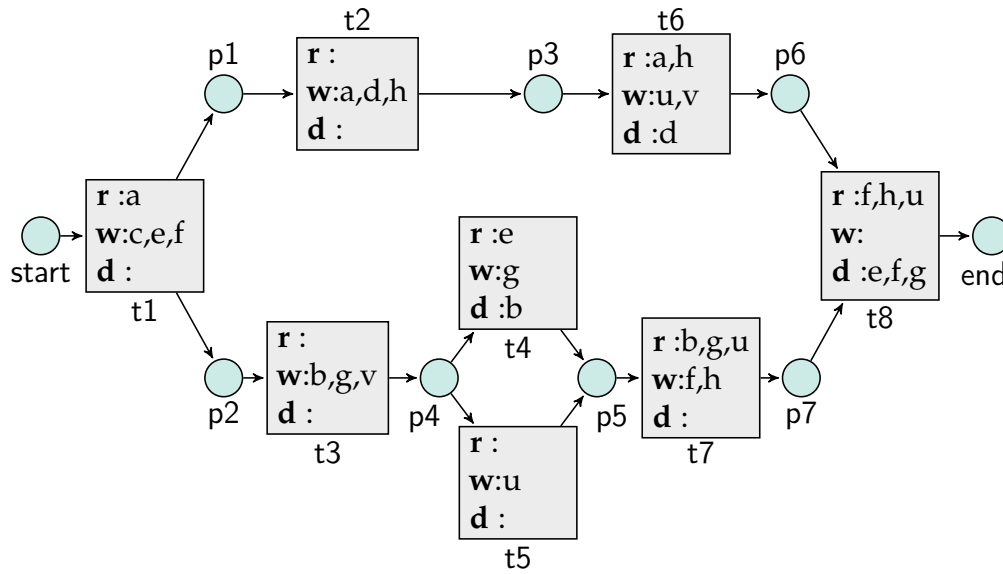 t2
r :
w:a,d,h
d :
p1
p3
t6
r :a,h
w:u,v
d :d
p6
start
r :a
w:c,e,f
d :
t1
r :e
w:g
d :b
t4
r :f,h,u
w:
d :e,f,g
t8
end
p2
r :
w:b,g,v
d :
t3
p4
p5
r :b,g,u
w:f,h
d :
t7
p7
r :
w:u
d :
t5